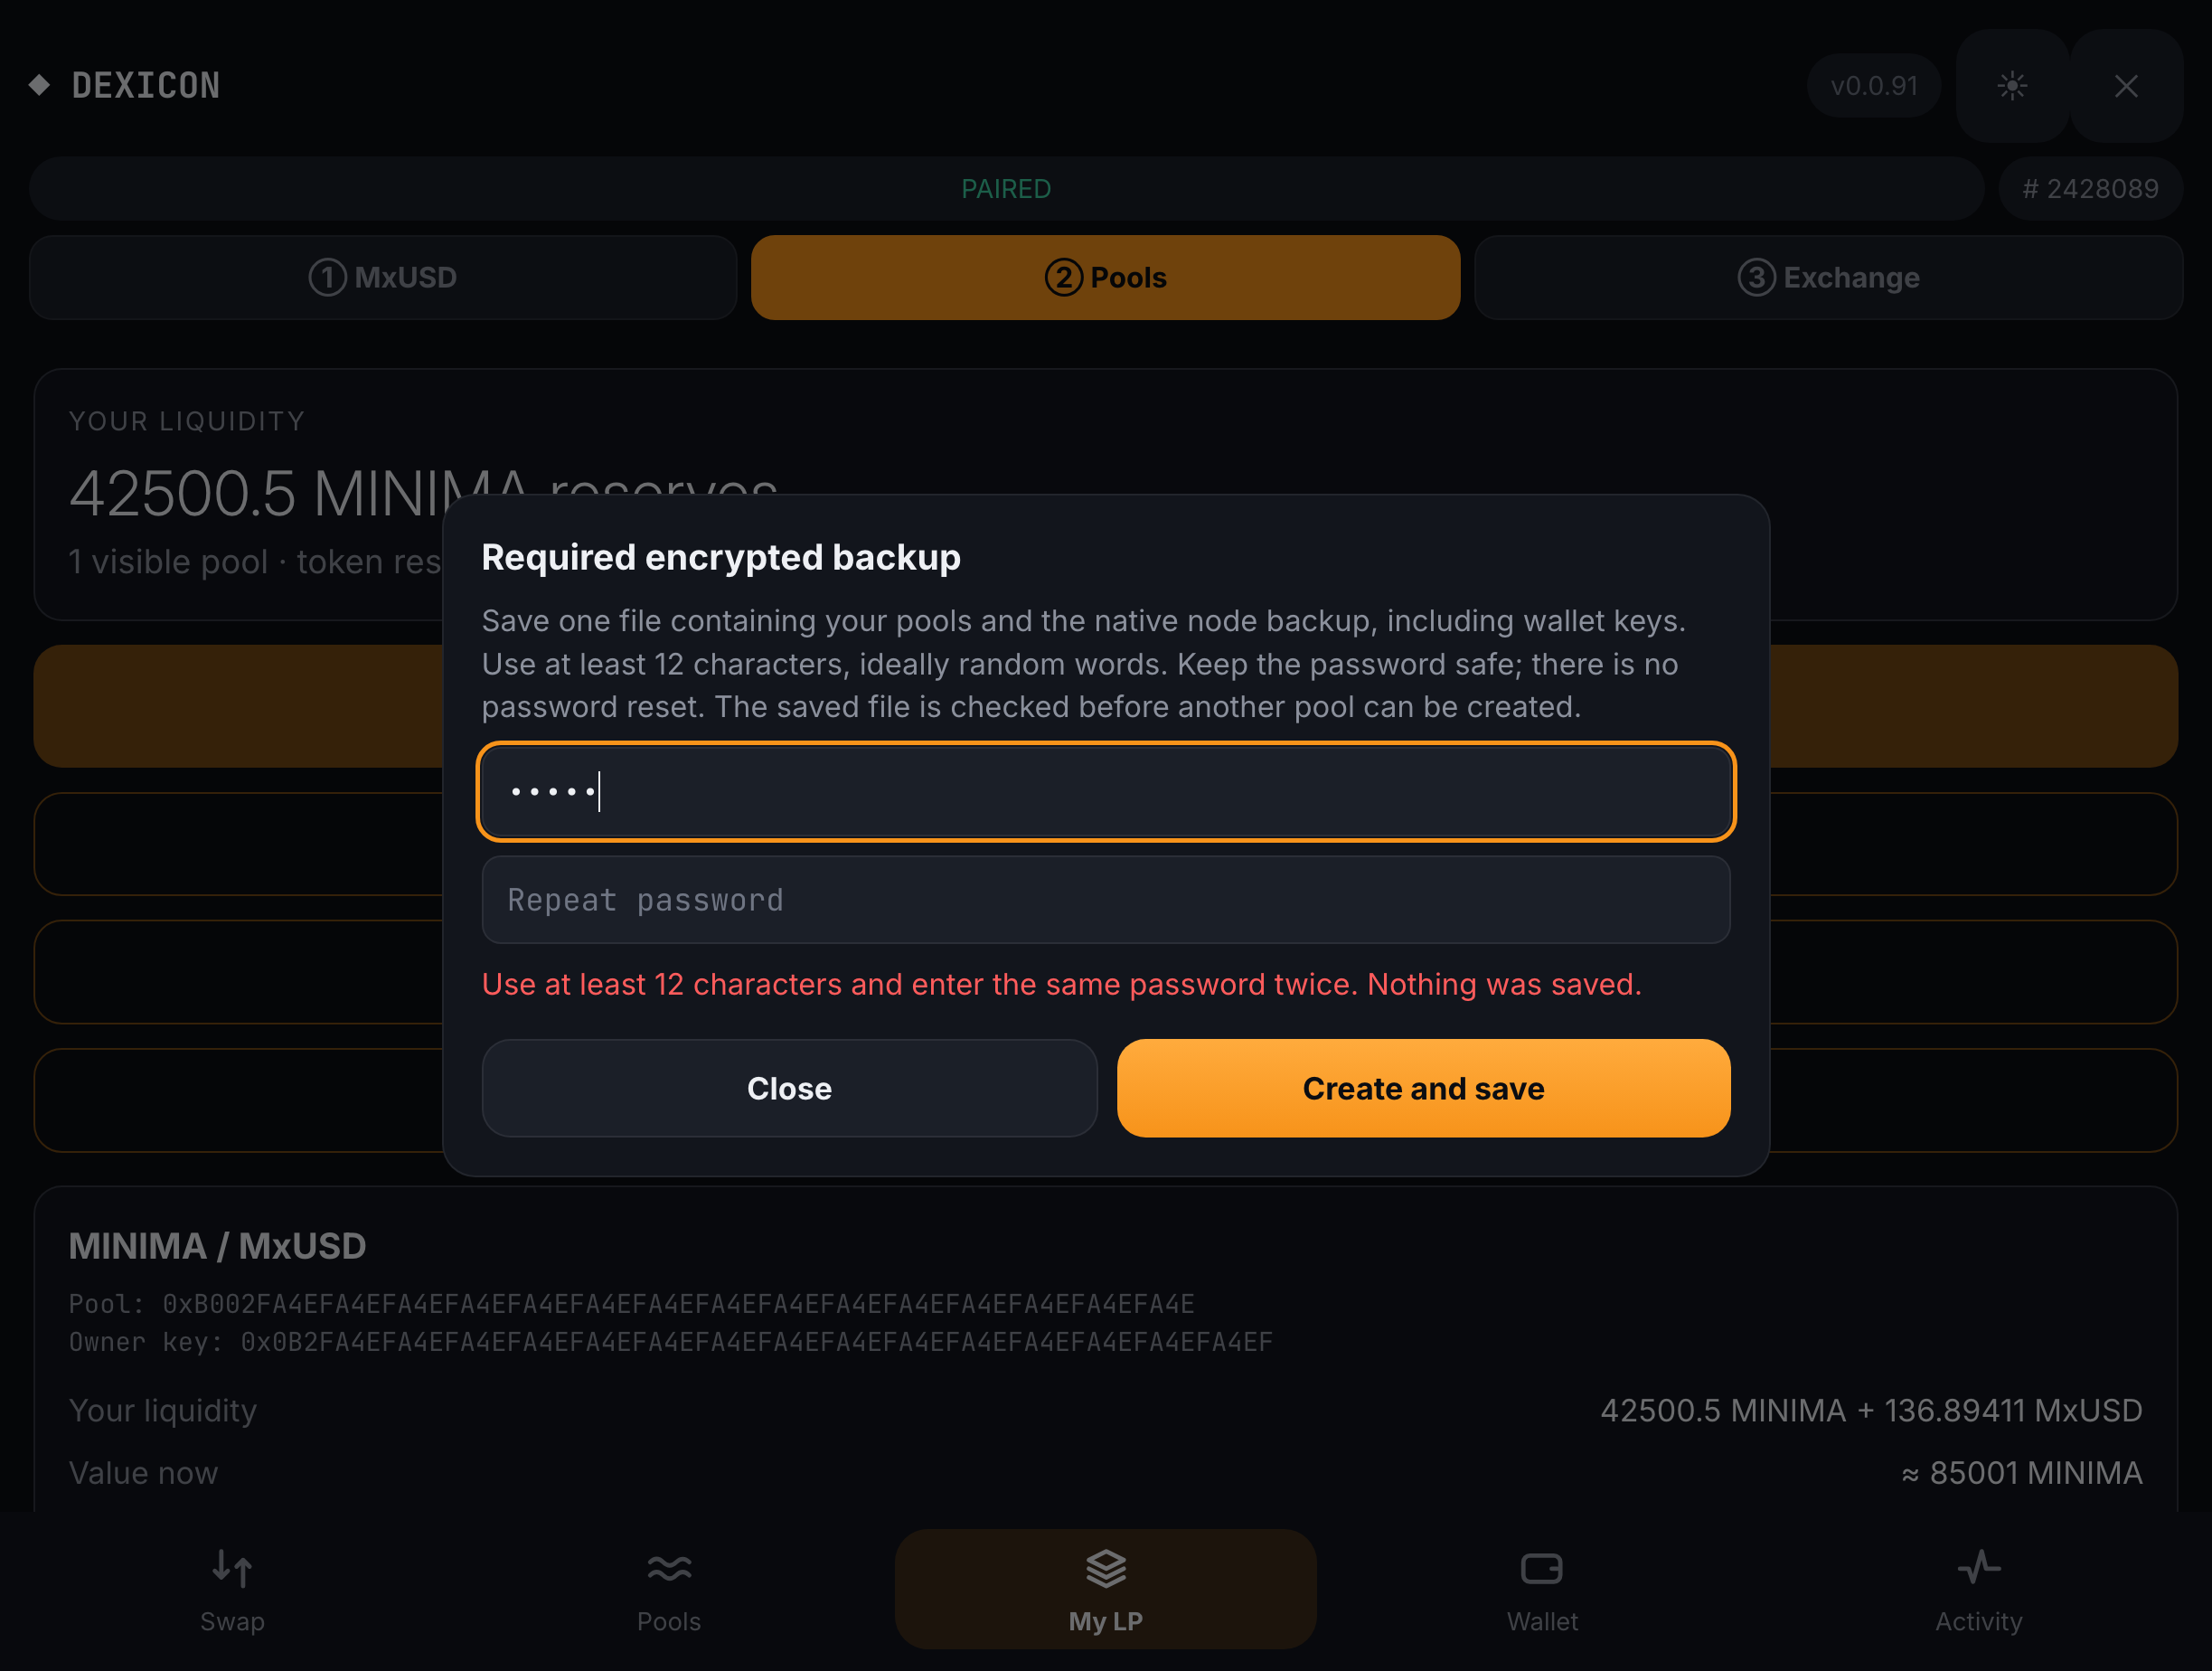 DEXICON
v0.0.91
PAIRED
# 2428089
1 MxUSD
2 Pools
3 Exchange
YOUR LIQUIDITY
42500.5 MINIMA reserves
1 visible pool · token
Required encrypted backup
Save one file containing your pools and the native node backup, including wallet keys.
Use at least 12 characters, ideally random words. Keep the password safe; there is no
password reset. The saved file is checked before another pool can be created.
Repeat password
Use at least 12 characters and enter the same password twice. Nothing was saved.
Close
Create and save
MINIMA / MxUSD
Pool: 0xB002FA4EFA4EFA4EFA4EFA4EFA4EFA4EFA4EFA4EFA4EFA4EFA4EFA4EFA4EFA4E
Owner key: 0x0B2FA4EFA4EFA4EFA4EFA4EFA4EFA4EFA4EFA4EFA4EFA4EFA4EFA4EFA4EFA4EF
Your liquidity
42500.5 MINIMA + 136.89411 MxUSD
Value now
≈ 85001 MINIMA
Swap
Pools
My LP
Wallet
Activity